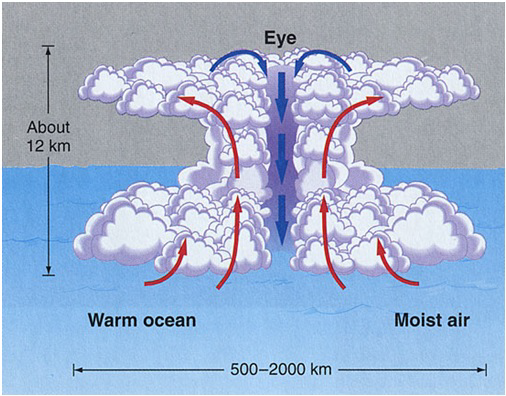 Eye
About
12 km
Warm ocean
Moist air
500–2000 km